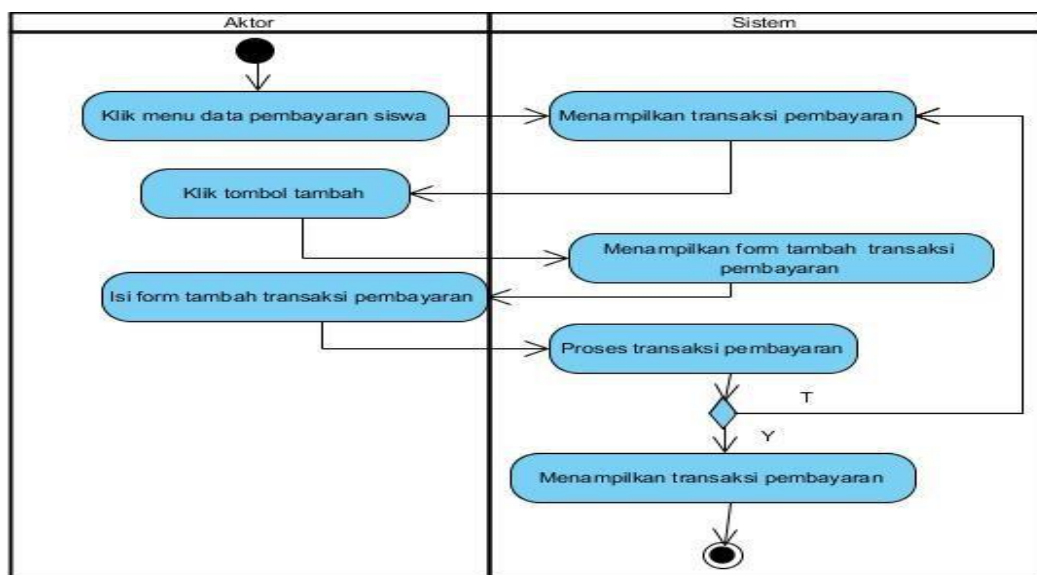 Aktor
Sistem
Klik menu data pembayaran siswa
Menampilkan transaksi pembayaran
Klik tombol tambah
Menampilkan form tambah transaksi
pembayaran
Isi form tambah transaksi pembayaran
Proses transaksi pembayaran
T
Y
Menampilkan transaksi pembayaran